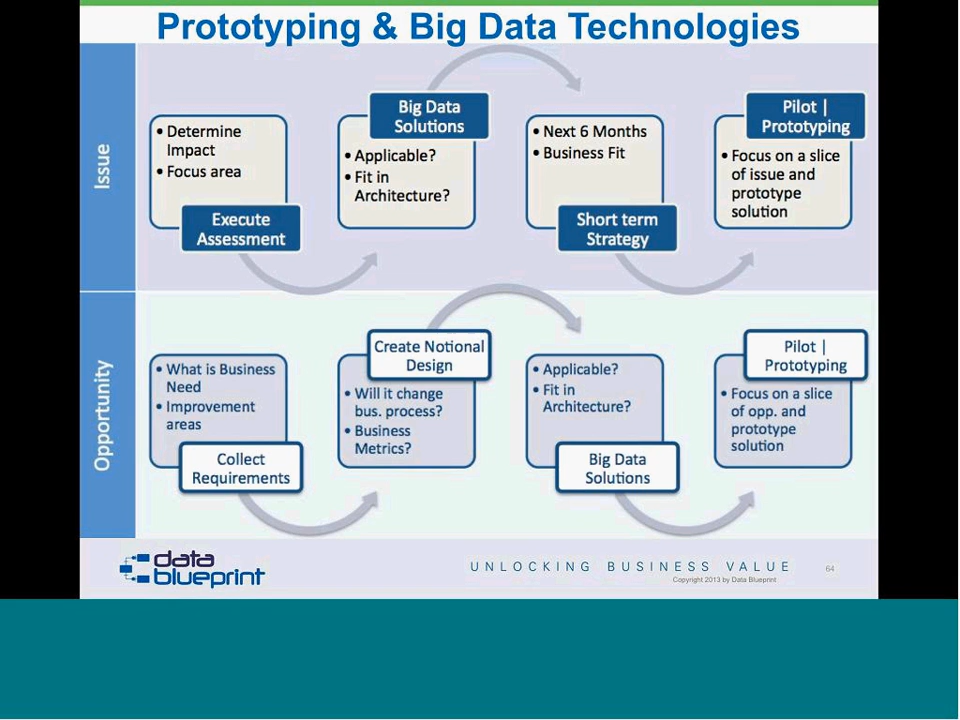 Prototyping & Big Data Technologies
Issue
• Determine
Impact
• Focus area
Execute
Assessment
Big Data
Solutions
• Applicable?
• Fit in
Architecture?
• Next 6 Months
• Business Fit
Short term
Strategy
Pilot |
Prototyping
• Focus on a slice
of issue and
prototype
solution
Opportunity
• What is Business
Need
• Improvement
areas
Collect
Requirements
Create Notional
Design
• Will it change
bus. process?
• Business
Metrics?
• Applicable?
• Fit in
Architecture?
Big Data
Solutions
Pilot |
Prototyping
• Focus on a slice
of opp. and
prototype
solution
data
blueprint
UNLOCKING BUSINESS VALUE
64
Copyright 2013 by Data Blueprint